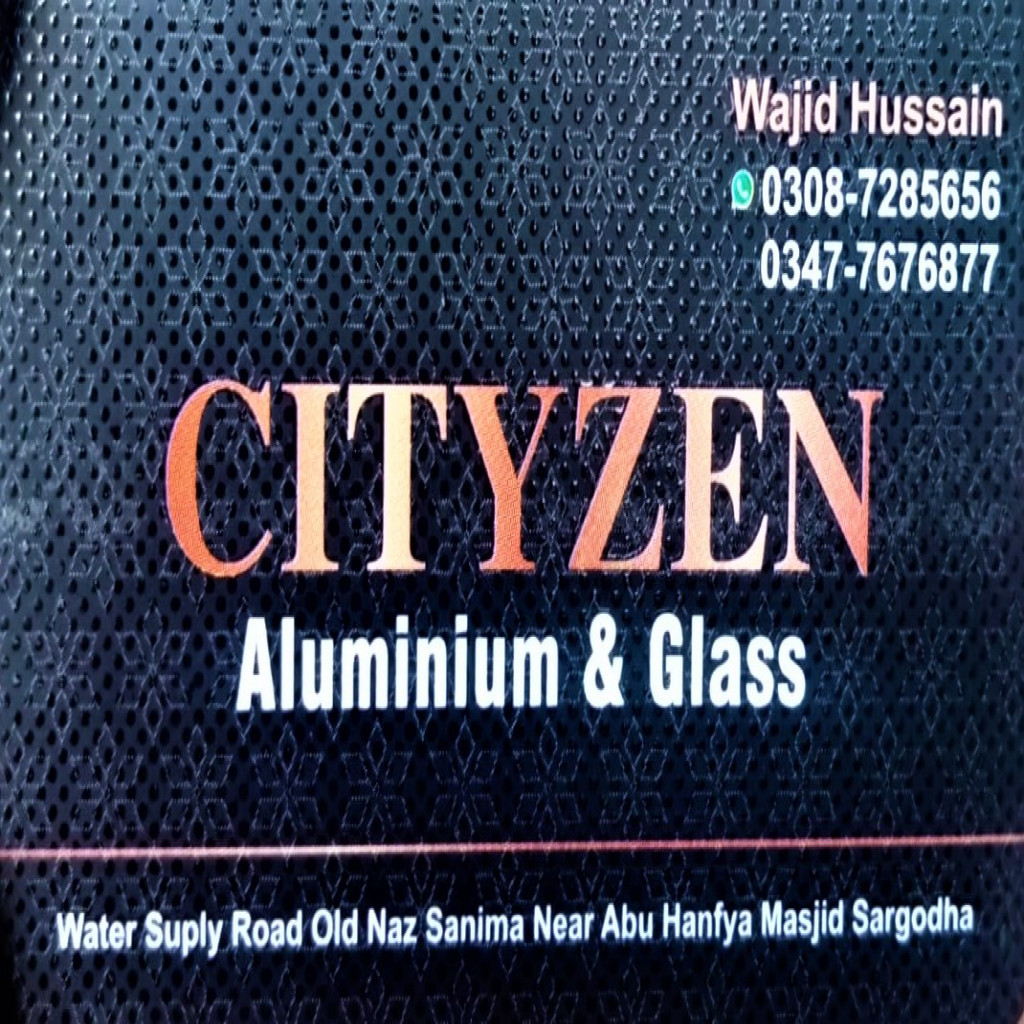 Wajid Hussain
0308-7285656
0347-7676877
CITYZEN
Aluminium & Glass
Water Suply Road Old Naz Sanima Near Abu Hanfya Masjid Sargodha